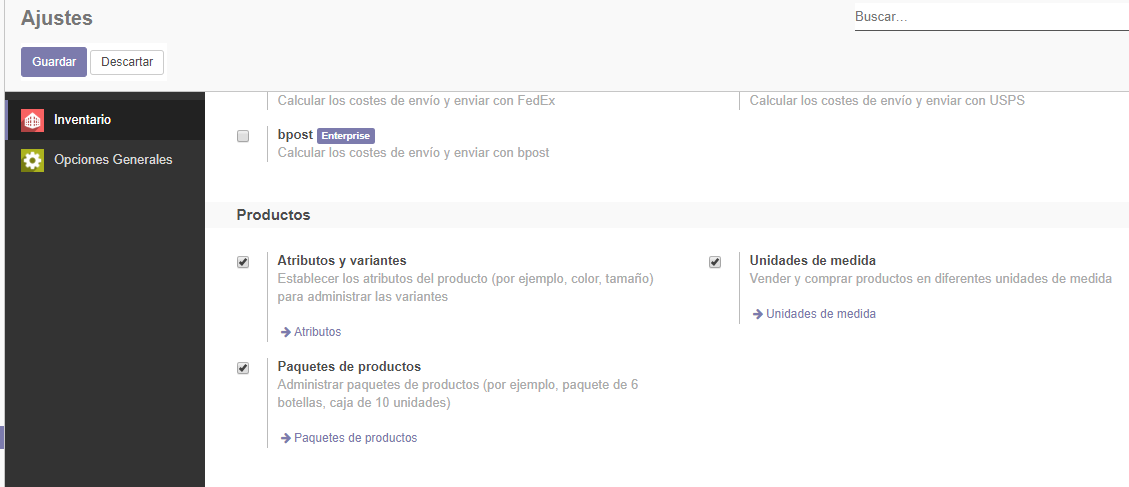 Ajustes
Buscar...
Guardar
Descartar
Inventario
Opciones Generales
Calcular los costes de envío y enviar con FedEx
Calcular los costes de envío y enviar con USPS
bpost Enterprise
Calcular los costes de envío y enviar con bpost
Productos
Atributos y variantes
Establecer los atributos del producto (por ejemplo, color, tamaño)
para administrar las variantes
Atributos
Unidades de medida
Vender y comprar productos en diferentes unidades de medida
Unidades de medida
Paquetes de productos
Administrar paquetes de productos (por ejemplo, paquete de 6
botellas, caja de 10 unidades)
Paquetes de productos